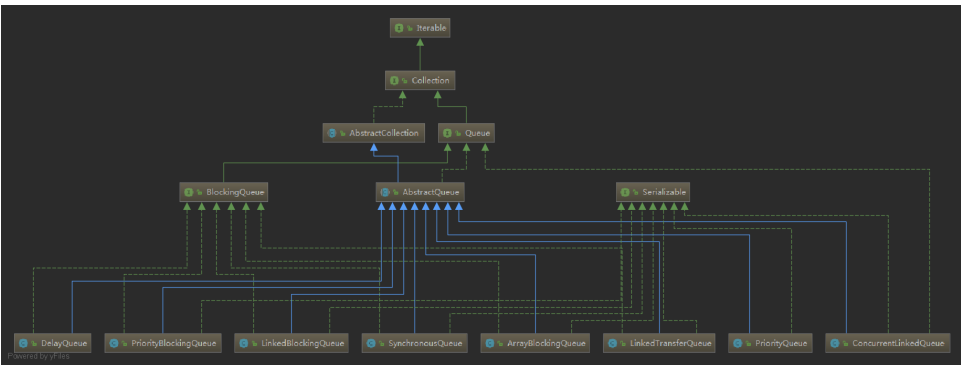 Iterable
Collection
AbstractCollection
Queue
BlockingQueue
AbstractQueue
Serializable
DelayQueue
PriorityBlockingQueue
LinkedBlockingQueue
SynchronousQueue
ArrayBlockingQueue
LinkedTransferQueue
PriorityQueue
ConcurrentLinkedQueue
Powered by yFiles